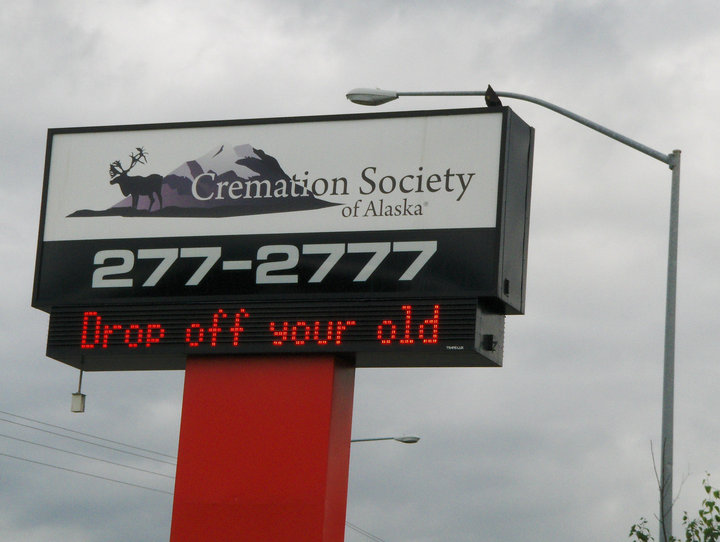 Cremation Society
of Alaska®
277-2777
Drop off your old